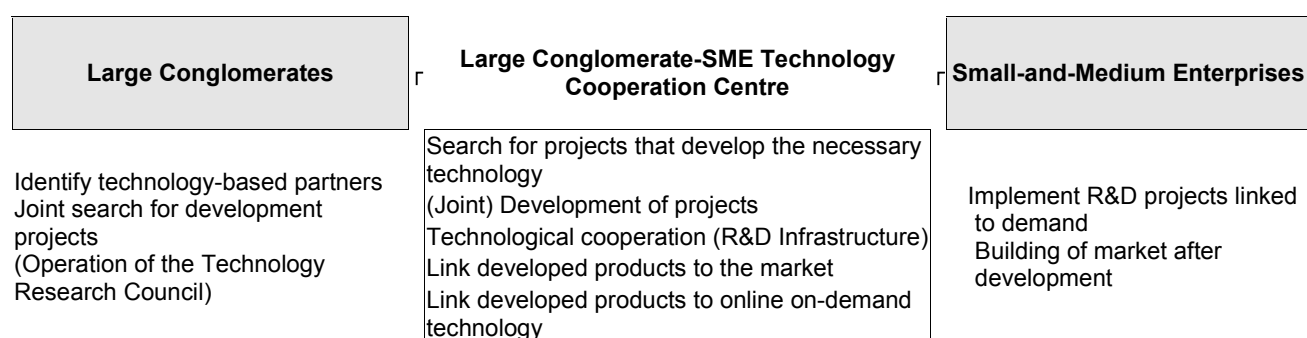 Large Conglomerates
┌
Large Conglomerate-SME Technology
Cooperation Centre
┌
Small-and-Medium Enterprises
Identify technology-based partners
Joint search for development
projects
(Operation of the Technology
Research Council)
Search for projects that develop the necessary
technology
(Joint) Development of projects
Technological cooperation (R&D Infrastructure)
Link developed products to the market
Link developed products to online on-demand
technology
Implement R&D projects linked
to demand
Building of market after
development